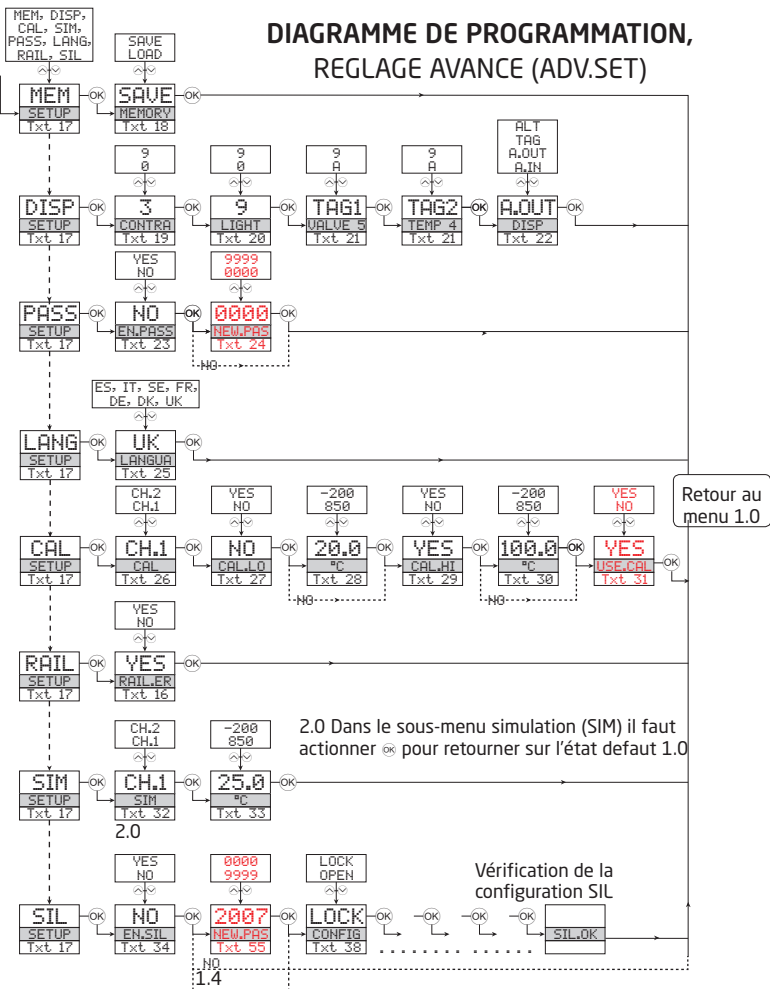 DIAGRAMME DE PROGRAMMATION,
REGLAGE AVANCE (ADV.SET)
MEM, DISP,
CAL, SIM,
PASS, LANG,
RAIL, SIL
SAVE
LOAD
MEM OK SAVE OK
SETUP MEMORY
Txt 17 Txt 18
9 9 9 9 ALT
0 0 A A TAG
A.OUT
A.IN
DISP OK 3 OK 9 OK TAG1 OK TAG2 OK A.OUT OK
SETUP CONTRA LIGHT VALVE 5 TEMP 4 DISP
Txt 17 Txt 19 Txt 20 Txt 21 Txt 21 Txt 22
YES 9999
NO 0000
PASS OK NO OK 0000 OK
SETUP EN.PASS NEW.PAS
Txt 17 Txt 23 Txt 24
NO
ES, IT, SE, FR,
DE, DK, UK
LANG OK UK OK
SETUP LANGUA
Txt 17 Txt 25
Retour au
menu 1.0
CH.2 YES -200 YES -200 YES
CH.1 NO 850 NO 850 NO
CAL OK CH.1 OK NO OK 20.0 OK YES OK 100.0 OK YES OK
SETUP CAL CAL.LO °C CAL.HI °C USE.CAL
Txt 17 Txt 26 Txt 27 Txt 28 Txt 29 Txt 30 Txt 31
NO NO
YES
NO
RAIL OK YES OK
SETUP RAIL.ER
Txt 17 Txt 16
2.0 Dans le sous-menu simulation (SIM) il faut
actionner OK pour retourner sur l'état defaut 1.0
CH.2 -200
CH.1 850
SIM OK CH.1 OK 25.0 OK
SETUP SIM °C
Txt 17 Txt 32 Txt 33
2.0
YES 0000 LOCK
NO 9999 OPEN
Vérification de la
configuration SIL
SIL OK NO OK 2007 OK LOCK OK OK OK OK
SETUP EN.SIL NEW.PAS CONFIG SIL.OK
Txt 17 Txt 34 Txt 55 Txt 38 . . . . . . . . . . . . .
NO
1.4